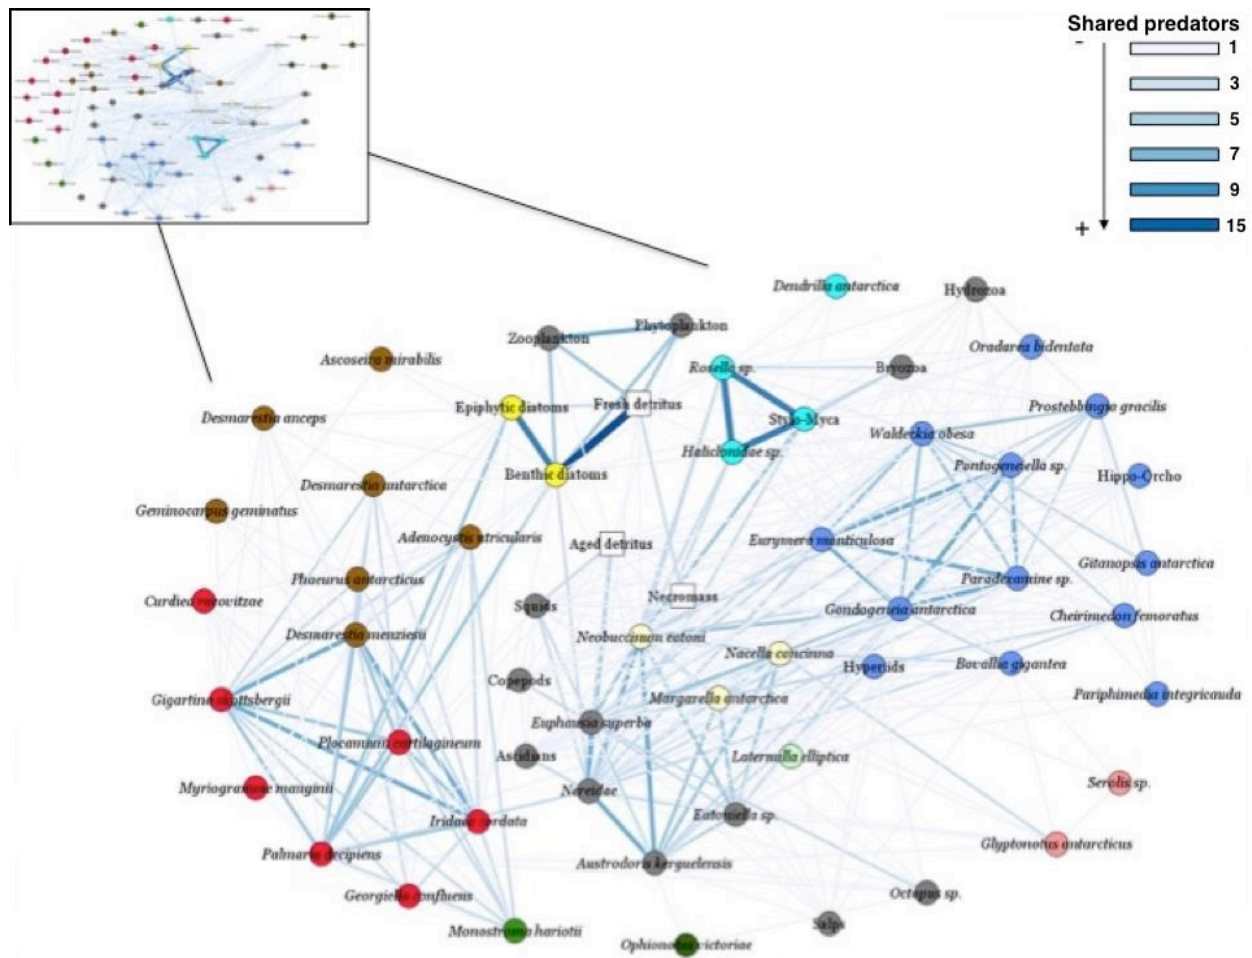 Shared predators
-
1
3
5
7
9
+
15
Dendrilla antarctica
Hydrozoa
Phytoplankton
Zooplankton
Oradarea bidentata
Ascoseira mirabilis
Rosella sp.
Bryozoa
Epiphytic diatoms
Fresh detritus
Prostebbingia gracilis
Desmarestia anceps
Stylo-Myca
Waldeckia obesa
Haliclonidae sp.
Pontogeneiella sp.
Benthic diatoms
Hippo-Orcho
Desmarestia antarctica
Geminocarpus geminatus
Adenocystis utricularis
Aged detritus
Eurymera monticulosa
Gitanopsis antarctica
Phaeurus antarcticus
Paradexamine sp.
Necromass
Curdiea racovitzae
Squids
Gondogeneia antarctica
Cheirimedon femoratus
Desmarestia menziesii
Neobuccinum eatoni
Nacella concinna
Hyperiids
Bovallia gigantea
Copepods
Gigartina skottsbergii
Margarella antarctica
Pariphimedia integricauda
Euphausia superba
Plocamium cartilagineum
Ascidians
Laternulla elliptica
Myriogramme manginii
Nereidae
Serolis sp.
Iridaea cordata
Eatoniella sp.
Palmaria decipiens
Austrodoris kerguelensis
Glyptonotus antarcticus
Georgiella confluens
Octopus sp.
Salps
Monostroma hariotii
Ophionotus victoriae